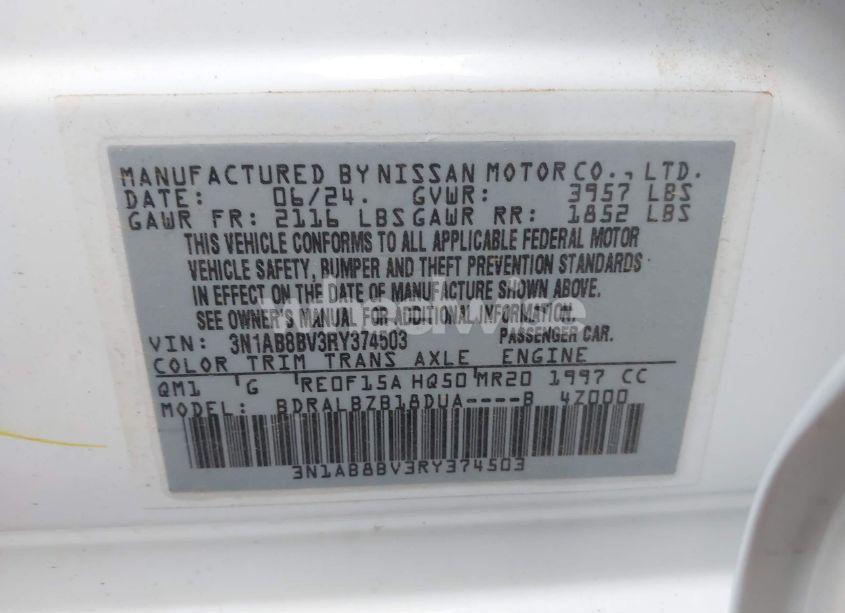 MANUFACTURED BY NISSAN MOTOR CO., LTD.
DATE: 06/24. GVWR: 3957 LBS
GAWR FR: 2116 LBS GAWR RR: 1852 LBS
THIS VEHICLE CONFORMS TO ALL APPLICABLE FEDERAL MOTOR
VEHICLE SAFETY, BUMPER AND THEFT PREVENTION STANDARDS
IN EFFECT ON THE DATE OF MANUFACTURE SHOWN ABOVE.
SEE OWNER'S MANUAL FOR ADDITIONAL INFORMATION.
VIN: 3N1AB8BV3RY374503 PASSENGER CAR.
COLOR TRIM TRANS AXLE ENGINE
QM1 'G 'RE0F15A HQ50'MR20 1997 CC
MODEL: BDRALBZB18DUA----B 4Z000
3N1AB8BV3RY374503